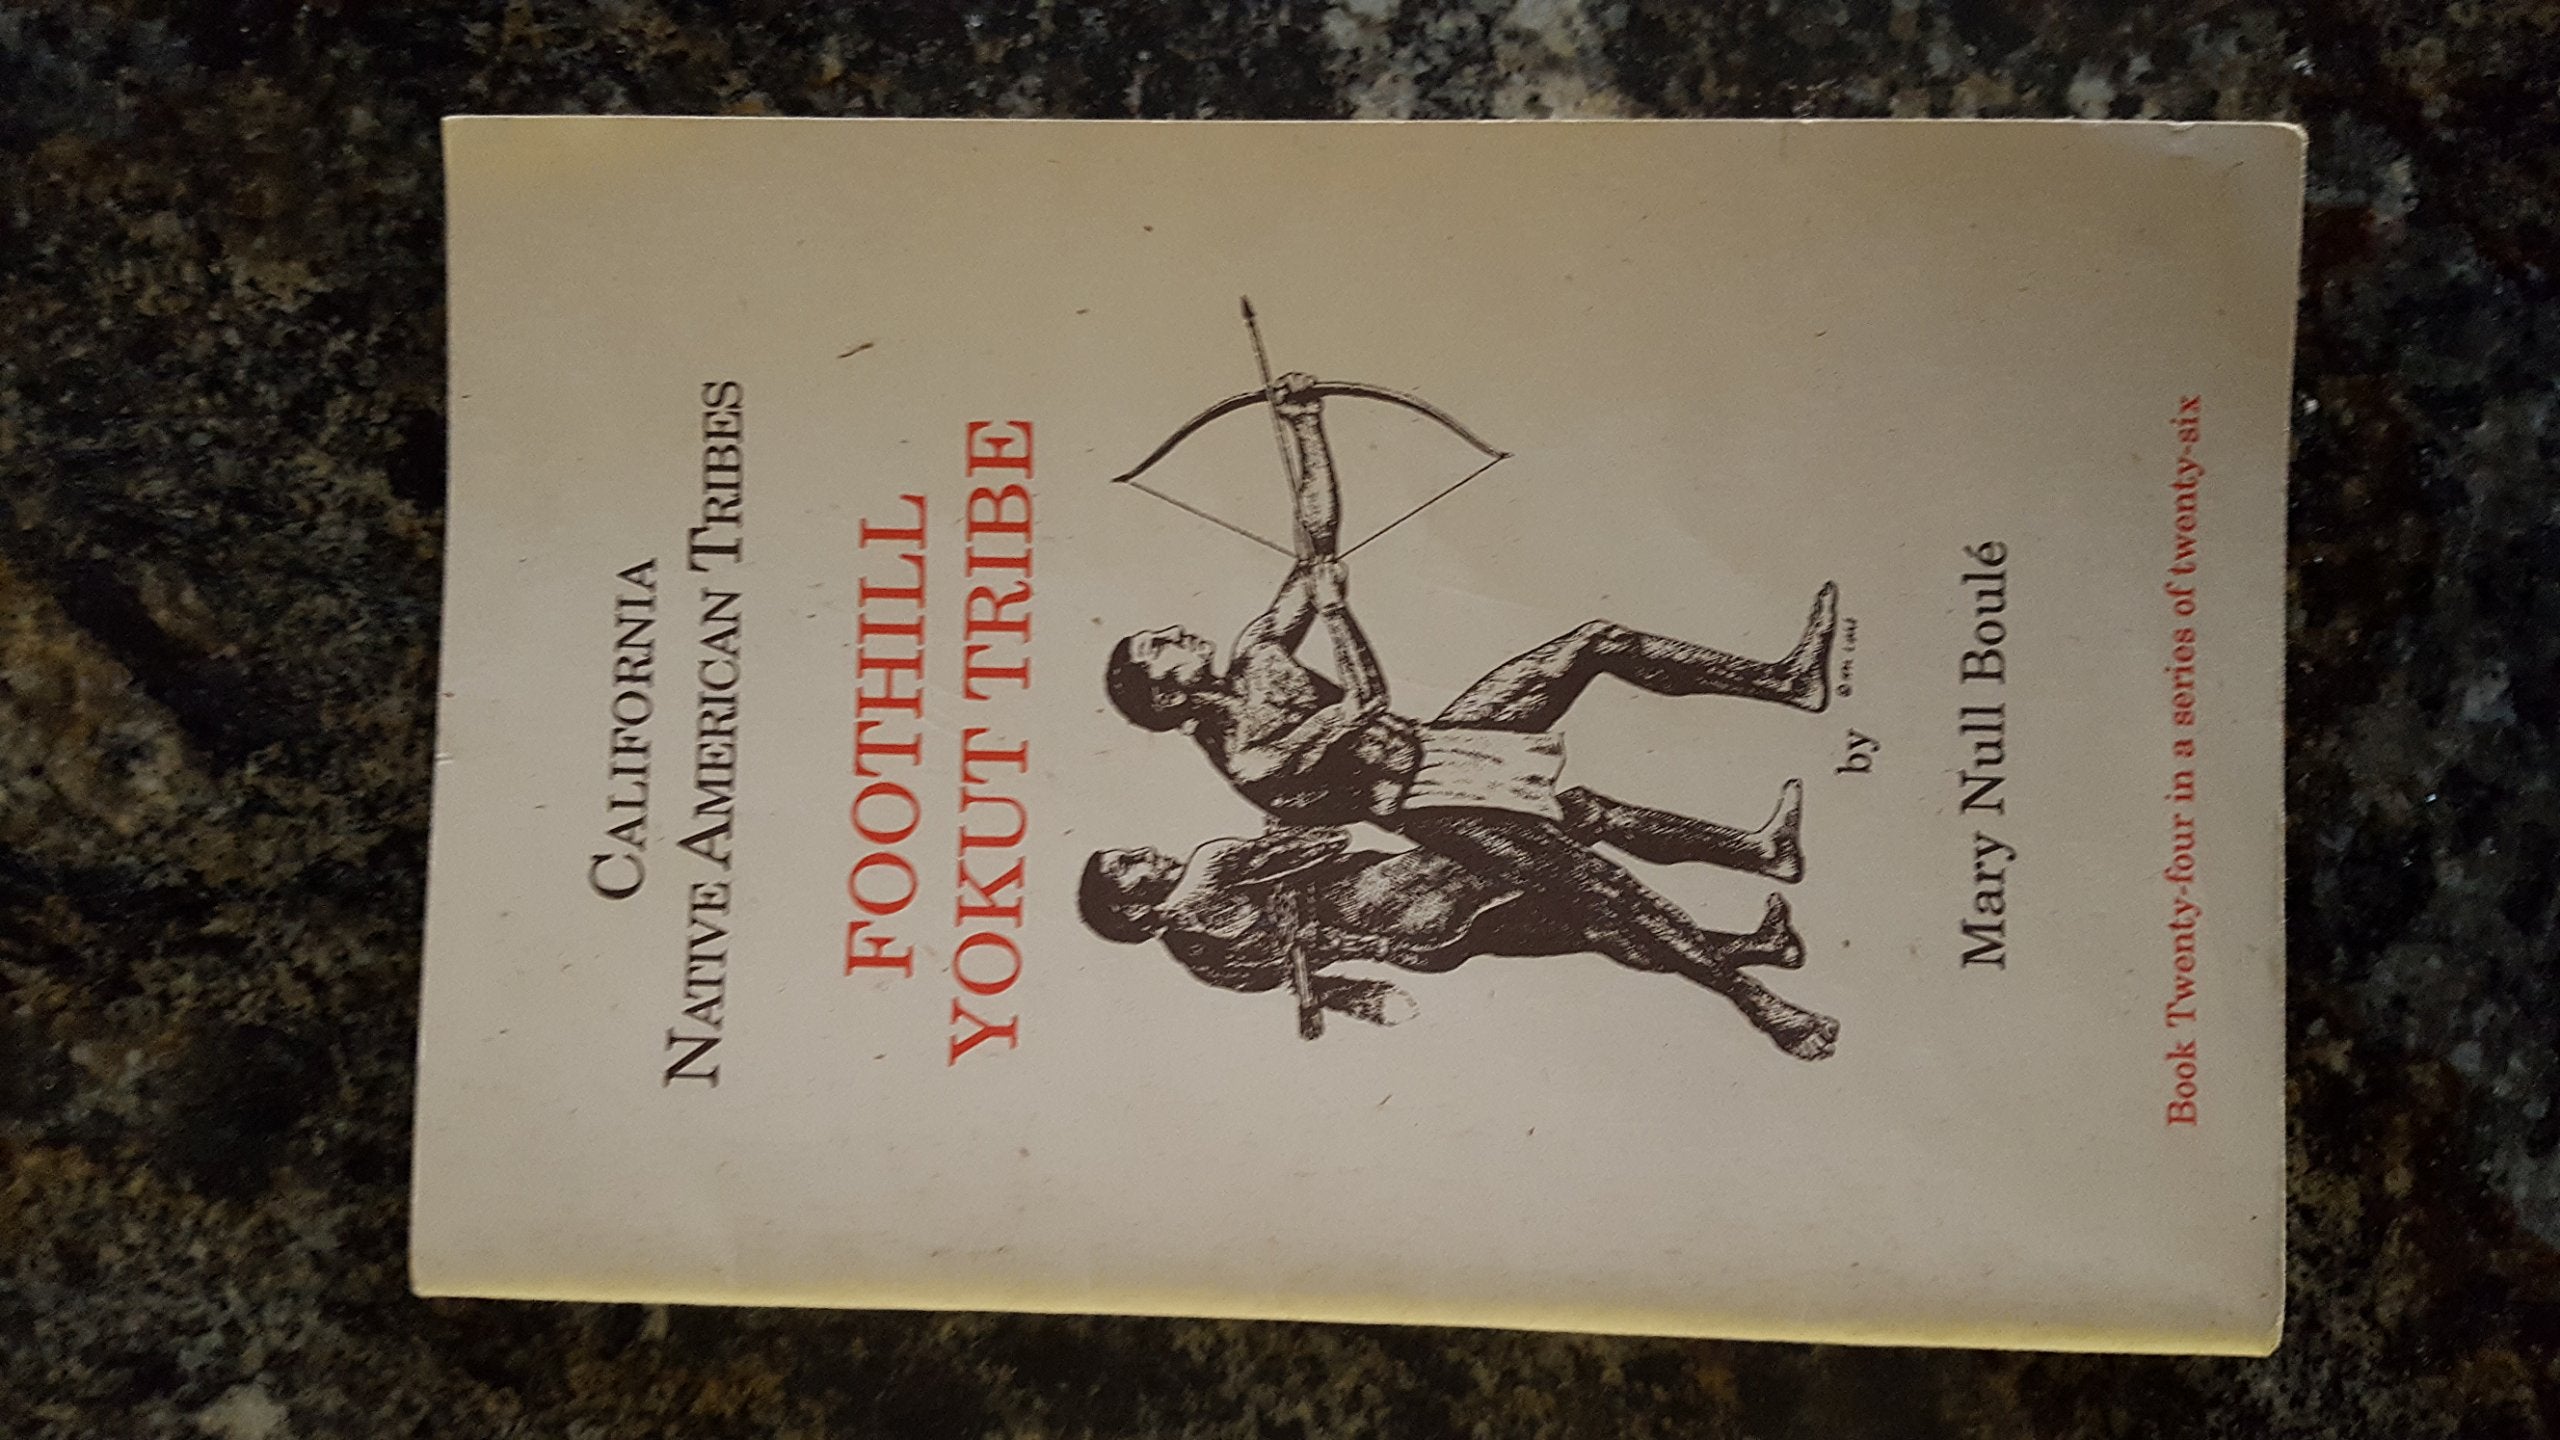 CALIFORNIA
NATIVE AMERICAN TRIBES
FOOTHILL
YOKUT TRIBE
by
Mary Null Boulé
Book Twenty-four in a series of twenty-six